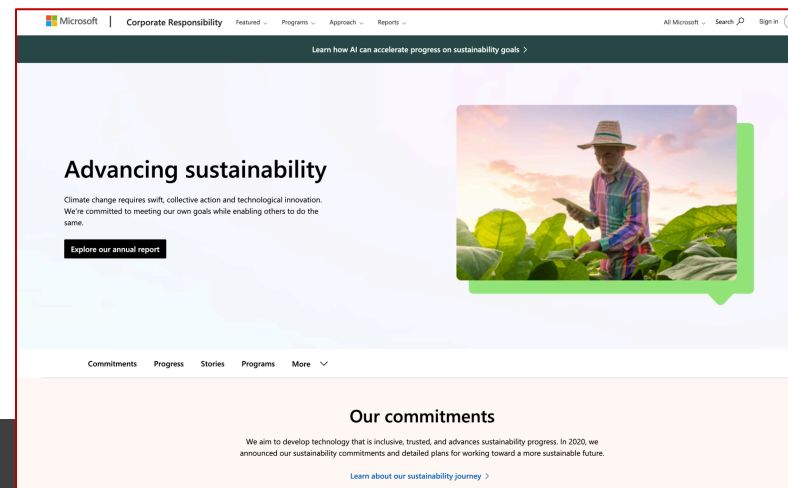 Microsoft
Corporate Responsibility
Featured
Programs
Approach
Reports
All Microsoft
Search
Sign in
Learn how AI can accelerate progress on sustainability goals >
Advancing sustainability
Climate change requires swift, collective action and technological innovation.
We're committed to meeting our own goals while enabling others to do the
same.
Explore our annual report
Commitments
Progress
Stories
Programs
More
Our commitments
We aim to develop technology that is inclusive, trusted, and advances sustainability progress. In 2020, we
announced our sustainability commitments and detailed plans for working toward a more sustainable future.
Learn about our sustainability journey >